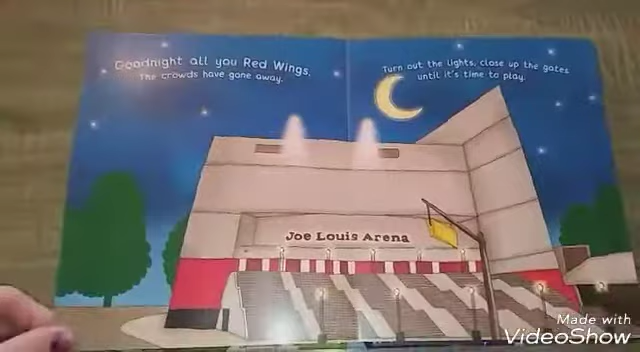 Goodnight all you Red Wings.
The crowds have gone away.
Turn out the lights, close up the gates
until it's time to play.
Joe Louis Arena
Made with
VideoShow